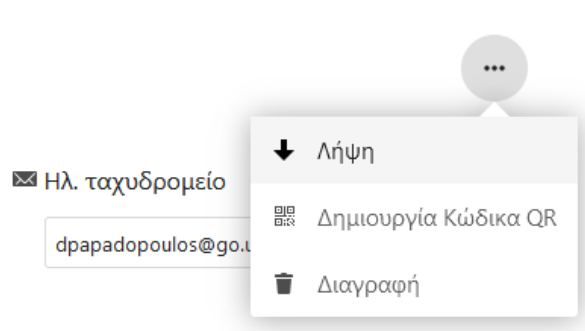 Λήψη
Ηλ. ταχυδρομείο
Δημιουργία Κώδικα QR
dpapadopoulos@go.u
Διαγραφή